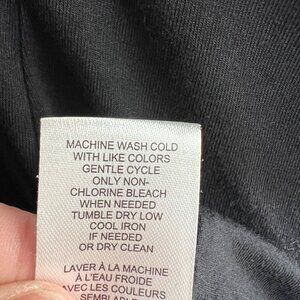 MACHINE WASH COLD
WITH LIKE COLORS
GENTLE CYCLE
ONLY NON-
CHLORINE BLEACH
WHEN NEEDED
TUMBLE DRY LOW
COOL IRON
IF NEEDED
OR DRY CLEAN
LAVER À LA MACHINE
À L'EAU FROIDE
AVEC LES COULEURS
SEMBLABLES